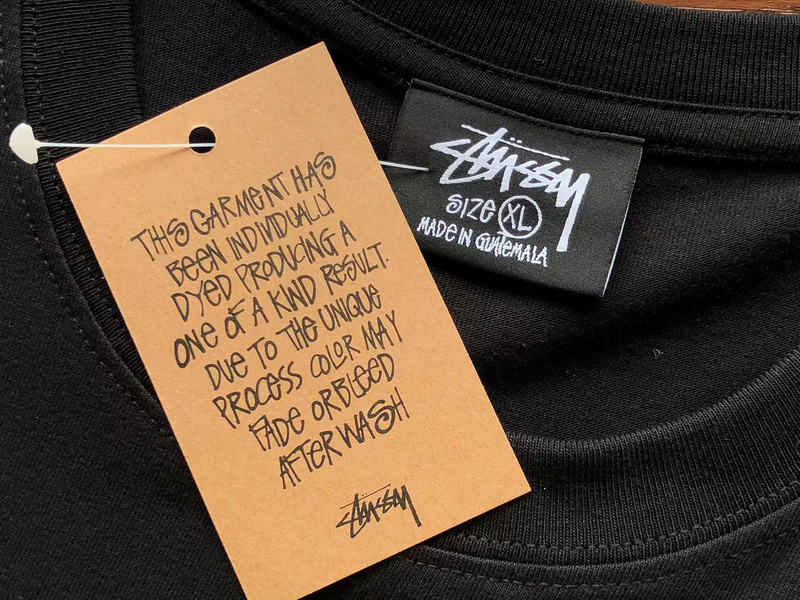 THIS GARMENT HAS
BEEN INDIVIDUALLY
DYED PRODUCING A
ONE OF A KIND RESULT.
DUE TO THE UNIQUE
PROCESS COLOR MAY
FADE OR BLEED
AFTER WASH
STÜSSY
STÜSSY
SIZE XL
MADE IN GUATEMALA